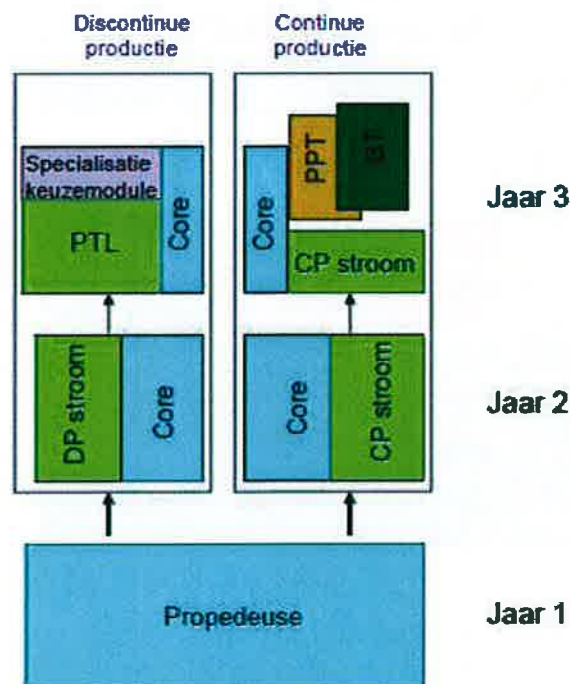 Discontinue
productie
Continue
productie
Specialisatie
keuzemodule
PTL
Core
Core
PPT
CP stroom
Jaar 3
DP stroom
Core
Core
CP stroom
Jaar 2
Propedeuse
Jaar 1